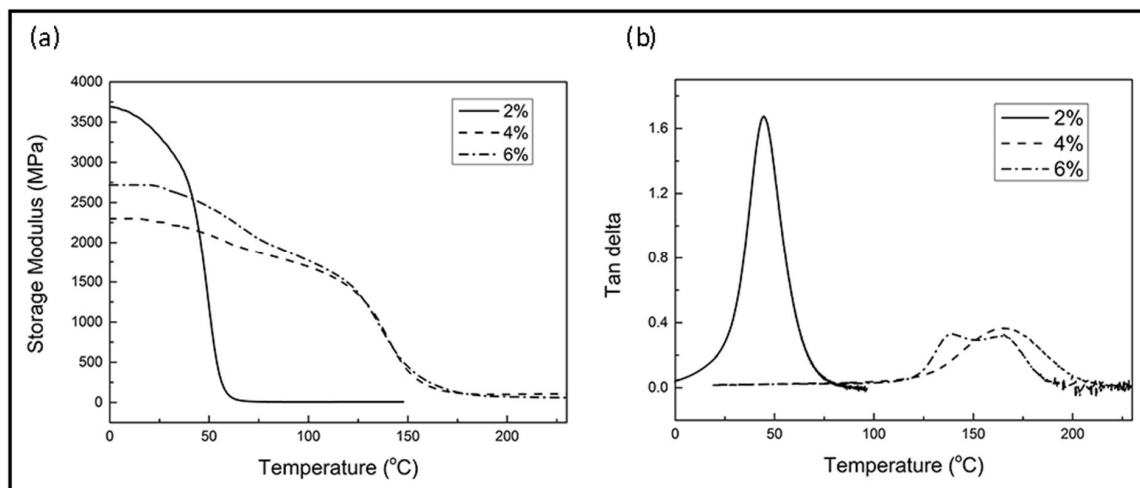 (a)
Storage Modulus (MPa)
4000
3500
3000
2500
2000
1500
1000
500
0
0 50 100 150 200
Temperature (°C)
2%
4%
6%
(b)
Tan delta
1.6
1.2
0.8
0.4
0.0
0 50 100 150 200
Temperature (°C)
2%
4%
6%